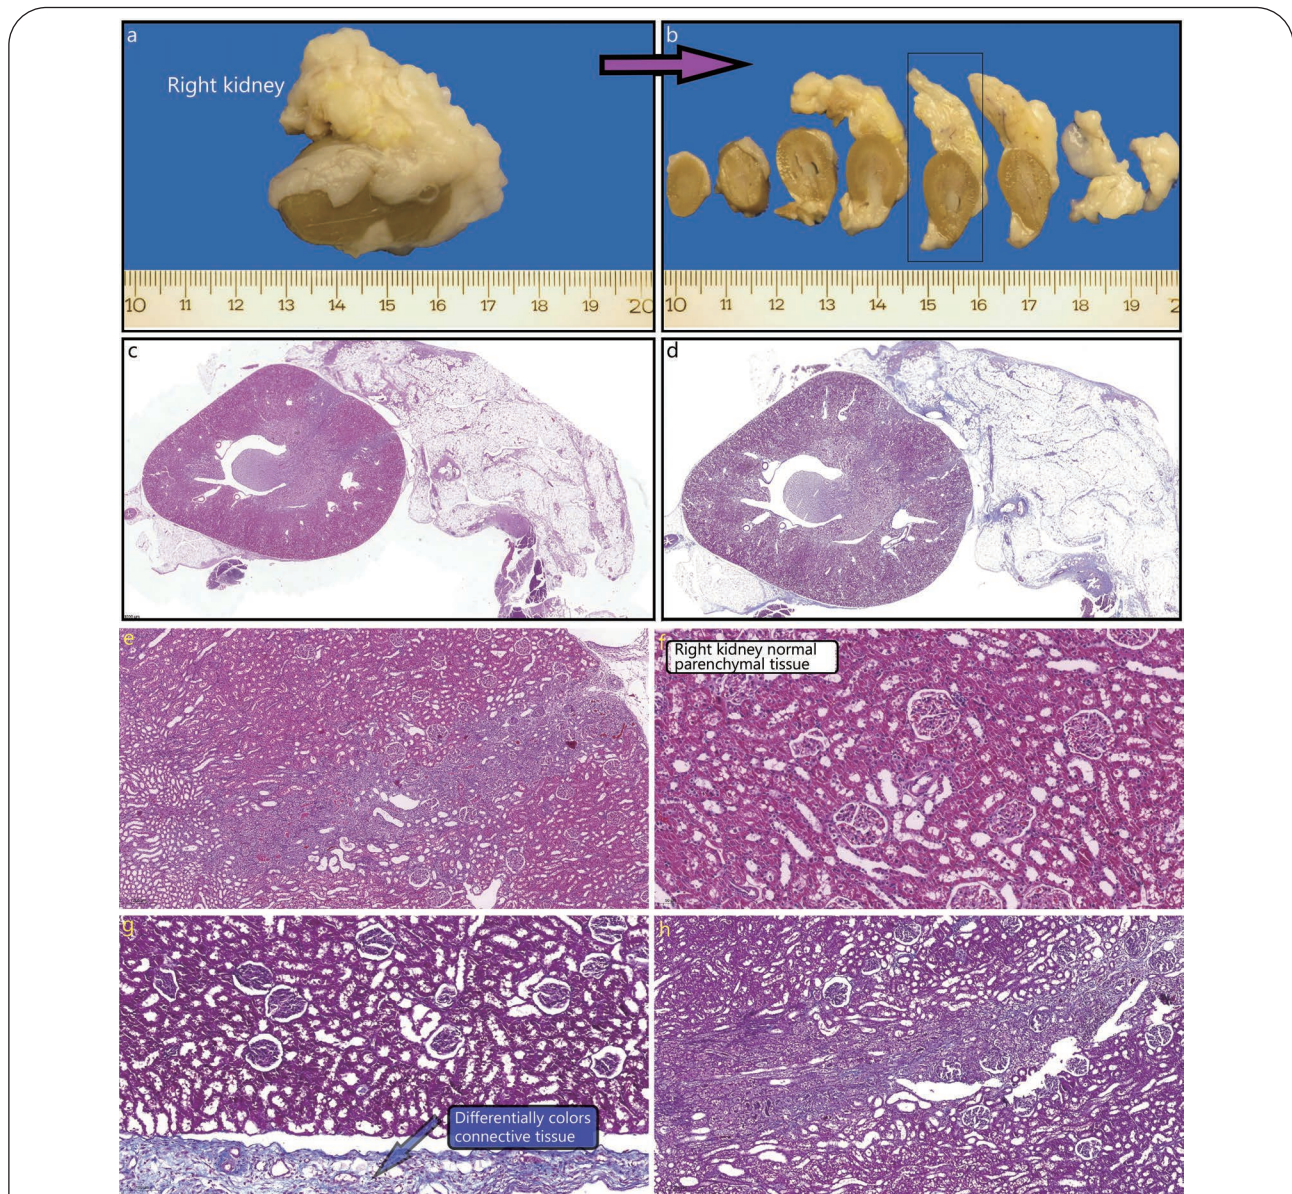 a
Right kidney
10 11 12 13 14 15 16 17 18 19 20
b
10 11 12 13 14 15 16 17 18 19 2
c
d
e
f
Right kidney normal
parenchymal tissue
g
Differentially colors
connective tissue
h